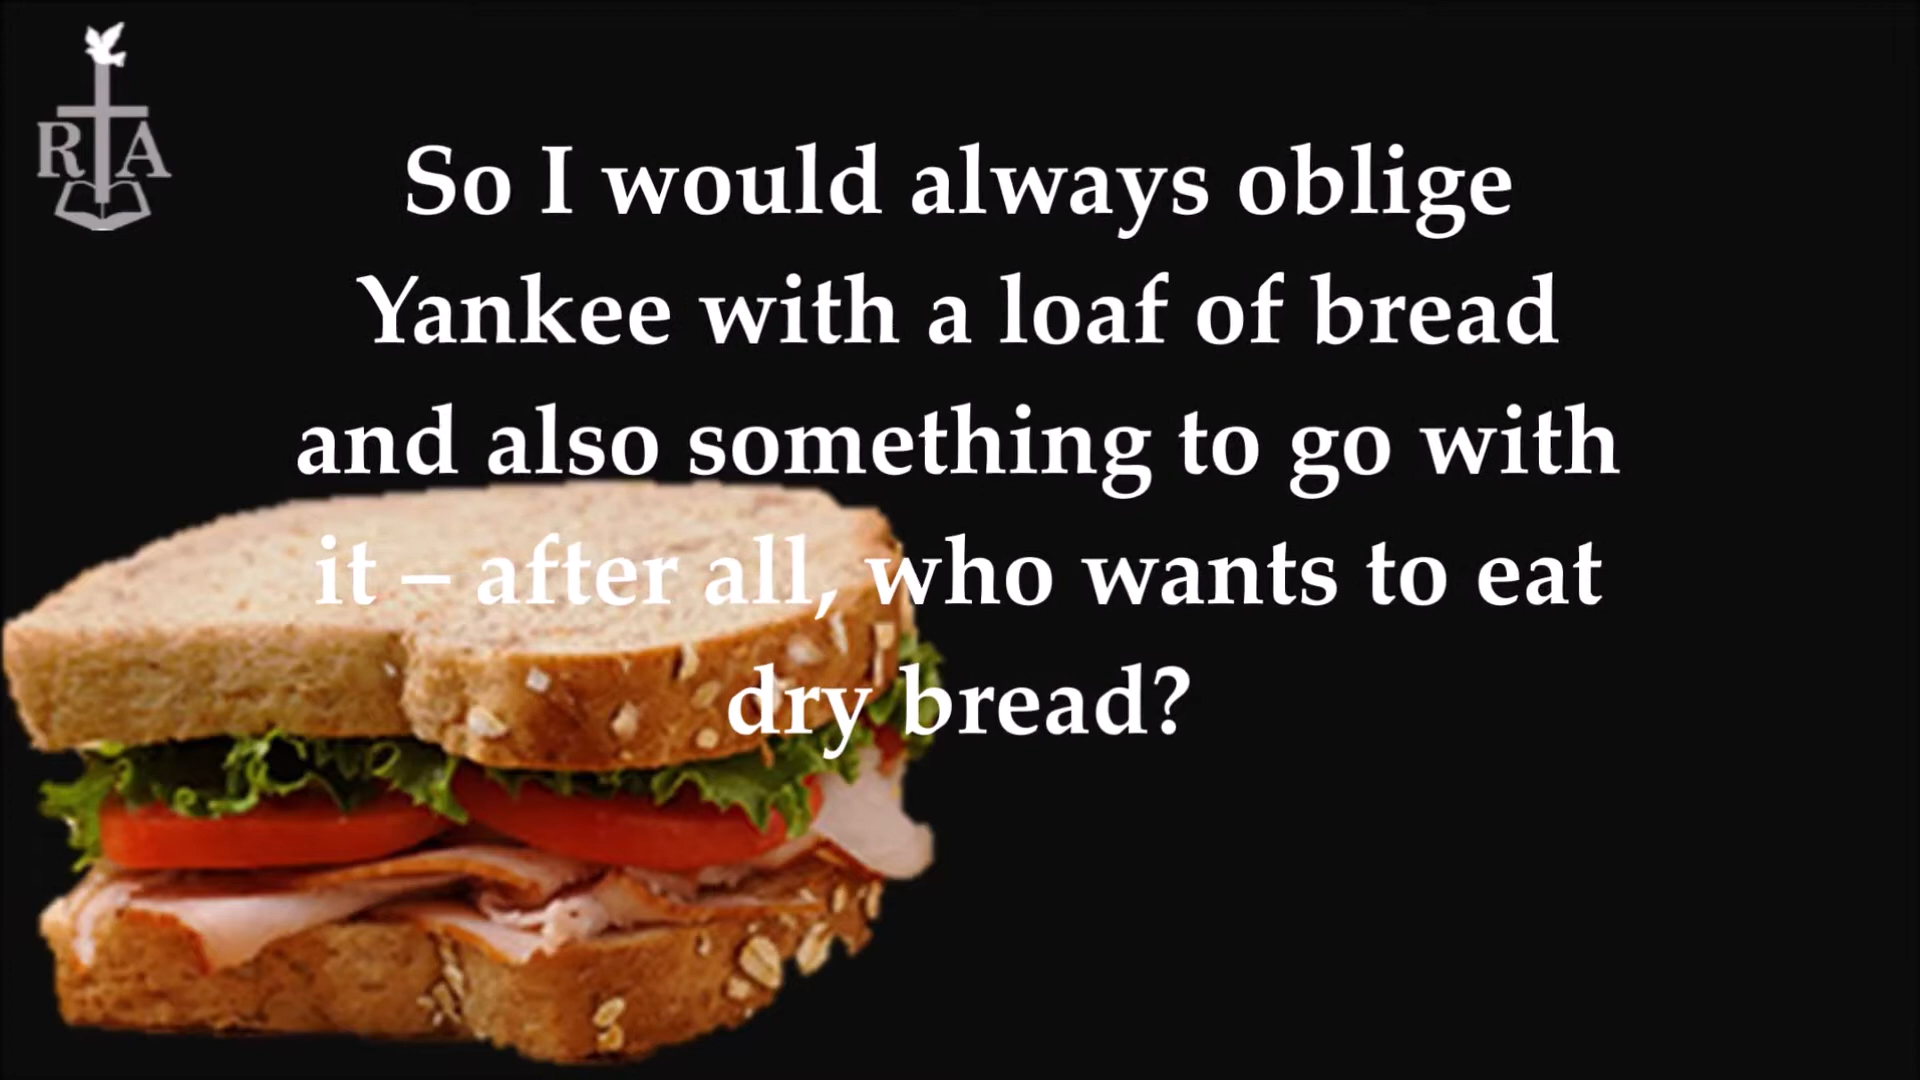 RTA
So I would always oblige
Yankee with a loaf of bread
and also something to go with
it – after all, who wants to eat
dry bread?